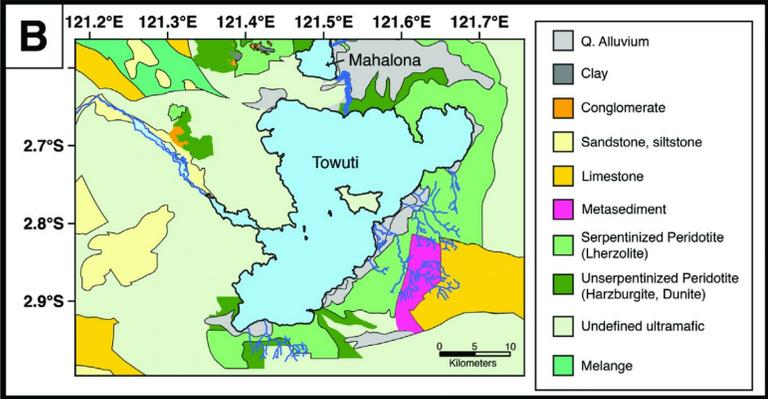 B
121.2°E 121.3°E 121.4°E 121.5°E 121.6°E 121.7°E
Mahalona
2.7°S
Towuti
2.8°S
2.9°S
0 5 10
Kilometers
Q. Alluvium
Clay
Conglomerate
Sandstone, siltstone
Limestone
Metasediment
Serpentinized Peridotite
(Lherzolite)
Unserpentinized Peridotite
(Harzburgite, Dunite)
Undefined ultramafic
Melange